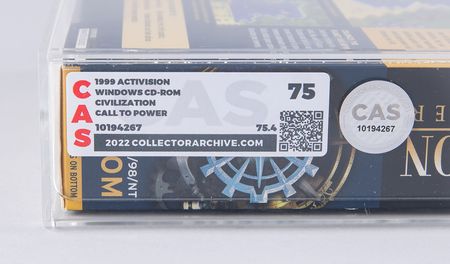 CAS
1999 ACTIVISION
WINDOWS CD-ROM
CIVILIZATION
CALL TO POWER
10194267
75
75.4
2022 COLLECTORARCHIVE.COM
CAS
10194267
ON BOTTOM
/98/NT
OM
ON
E R